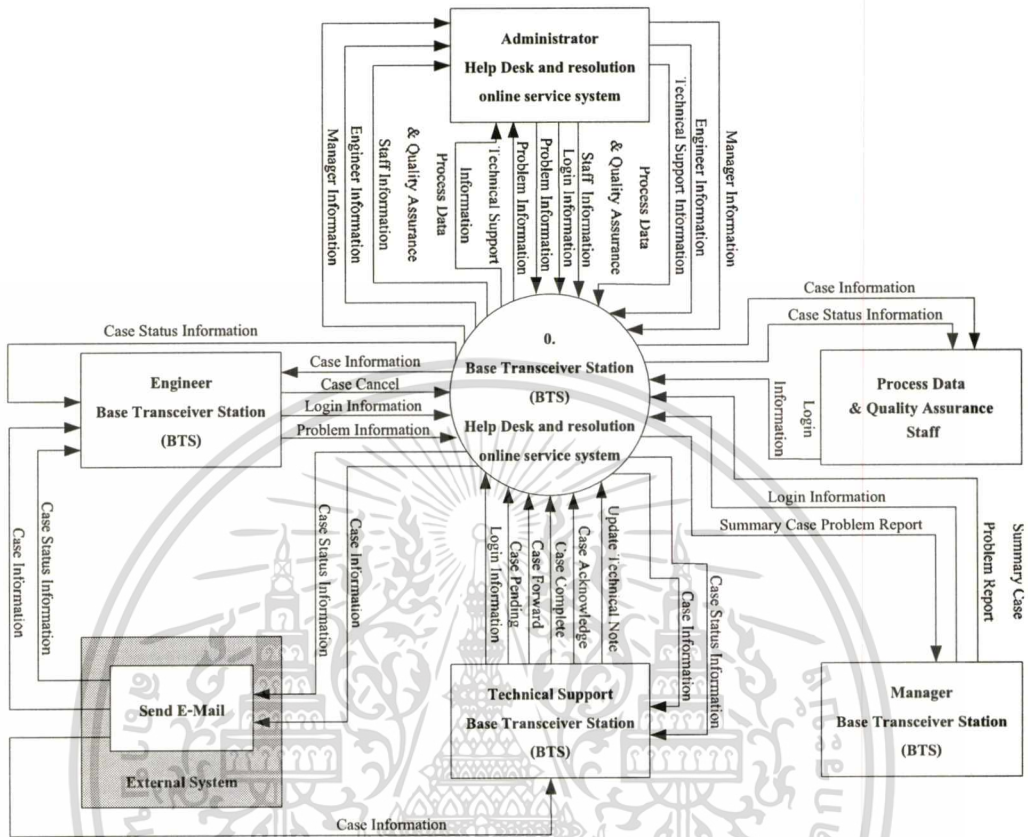 Administrator
Help Desk and resolution
online service system
Manager Information
Engineer Information
Staff Information
& Quality Assurance
Process Data
Information
Technical Support
Problem Information
Problem Information
Login Information
Staff Information
& Quality Assurance
Process Data
Technical Support Information
Engineer Information
Manager Information
0.
Base Transceiver Station
(BTS)
Help Desk and resolution
online service system
Case Status Information
Engineer
Base Transceiver Station
(BTS)
Case Information
Case Cancel
Login Information
Problem Information
Case Information
Case Status Information
Process Data
& Quality Assurance
Staff
Login
Information
Login Information
Summary Case Problem Report
Summary Case
Problem Report
Manager
Base Transceiver Station
(BTS)
Case Information
Case Status Information
Case Status Information
Case Information
Send E-Mail
External System
Login Information
Case Pending
Case Forward
Case Complete
Case Acknowledge
Update Technical Note
Case Information
Case Status Information
Technical Support
Base Transceiver Station
(BTS)
Case Information